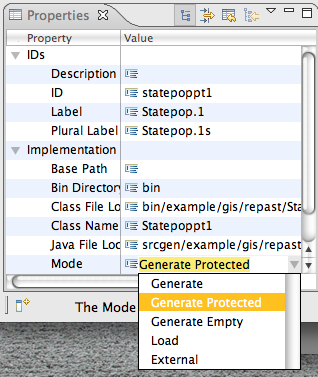 Properties
Property Value
IDs
Description
ID statepoppt1
Label Statepop.1
Plural Label Statepop.1s
Implementation
Base Path
Bin Directory bin
Class File Loc bin/example/gis/repast/Sta
Class Name Statepoppt1
Java File Loc srcgen/example/gis/repast
Mode Generate Protected
The Mode
Generate
Generate Protected
Generate Empty
Load
External